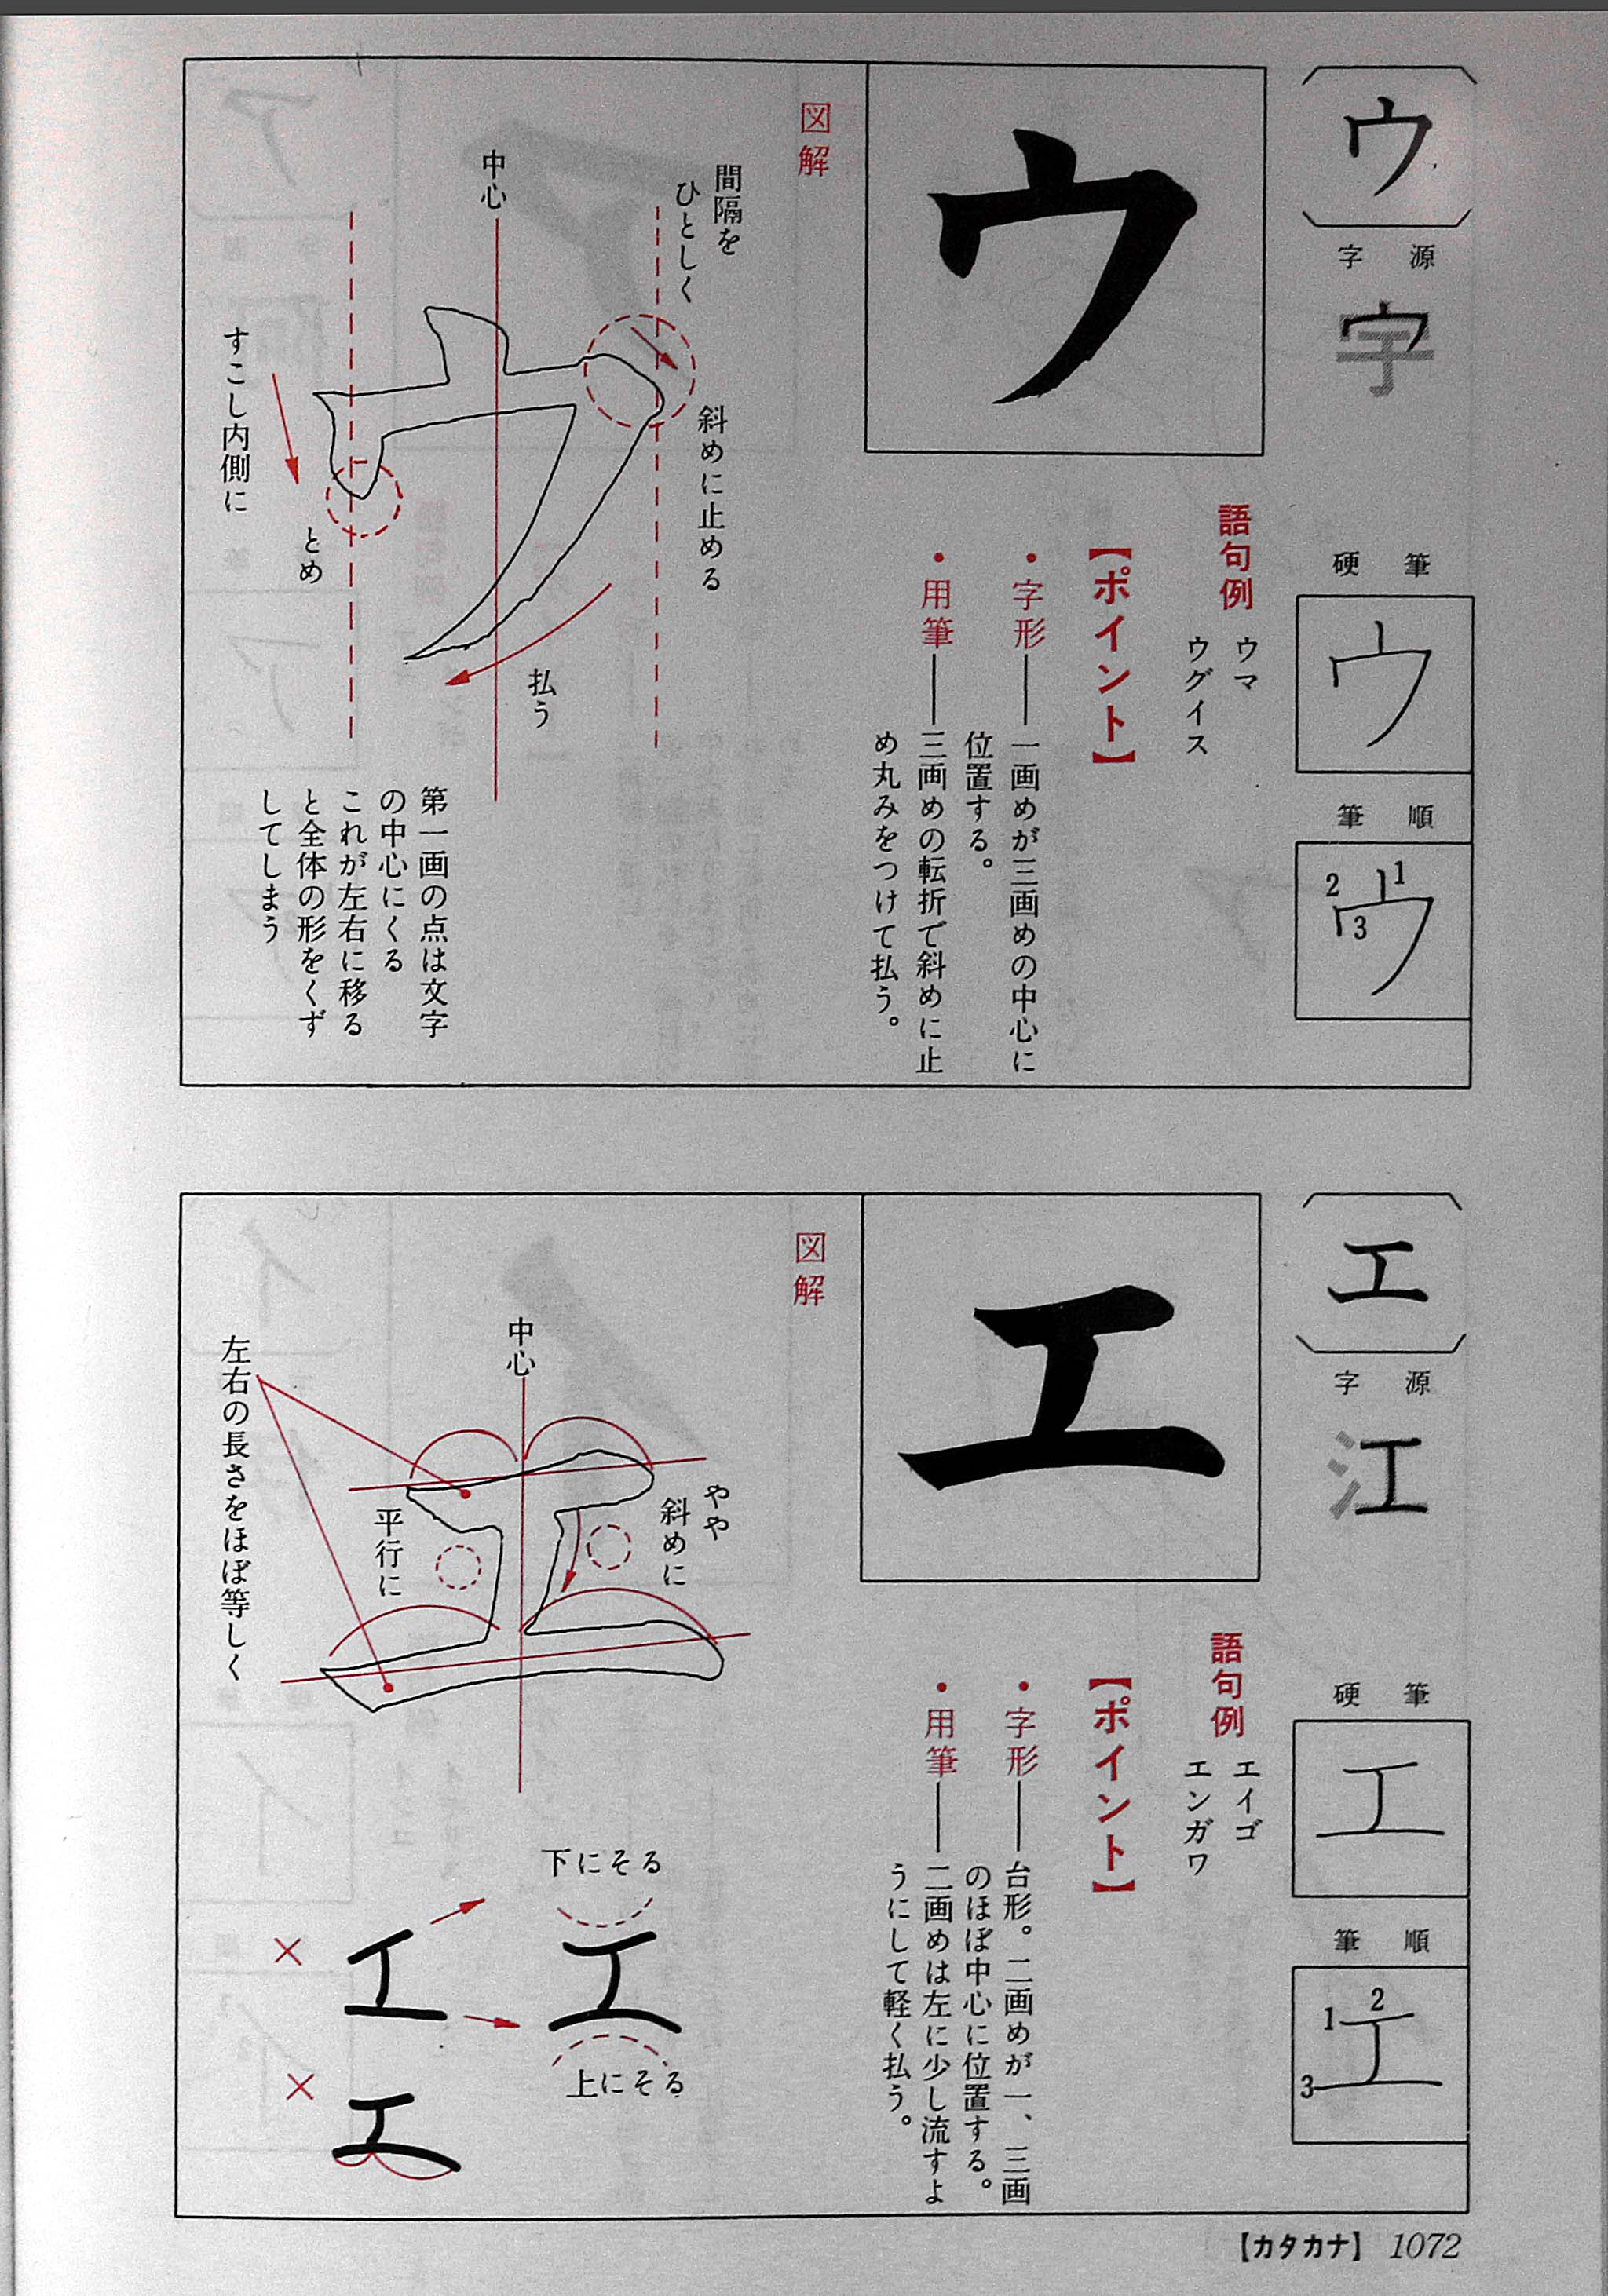 ウ
字源
字
硬筆
ウ
筆順
ウ
1
2
3
語句例
ウマ
ウグイス
【ポイント】
・字形――一画めが三画めの中心に
位置する。
・用筆――三画めの転折で斜めに止
め丸みをつけて払う。
ウ
図解
間隔を
ひとしく
中心
斜めに止める
すこし内側に
とめ
払う
第一画の点は文字
の中心にくる
これが左右に移る
と全体の形をくず
してしまう
エ
字源
江
硬筆
エ
筆順
エ
1
2
3
語句例
エイゴ
エンガワ
【ポイント】
・字形――台形。二画めが一、三画
のほぼ中心に位置する。
・用筆――二画めは左に少し流すよ
うにして軽く払う。
エ
図解
中心
やや
斜めに
平行に
左右の長さをほぼ等しく
下にそる
エ
上にそる
×
エ
×
エ
【カタカナ】 1072